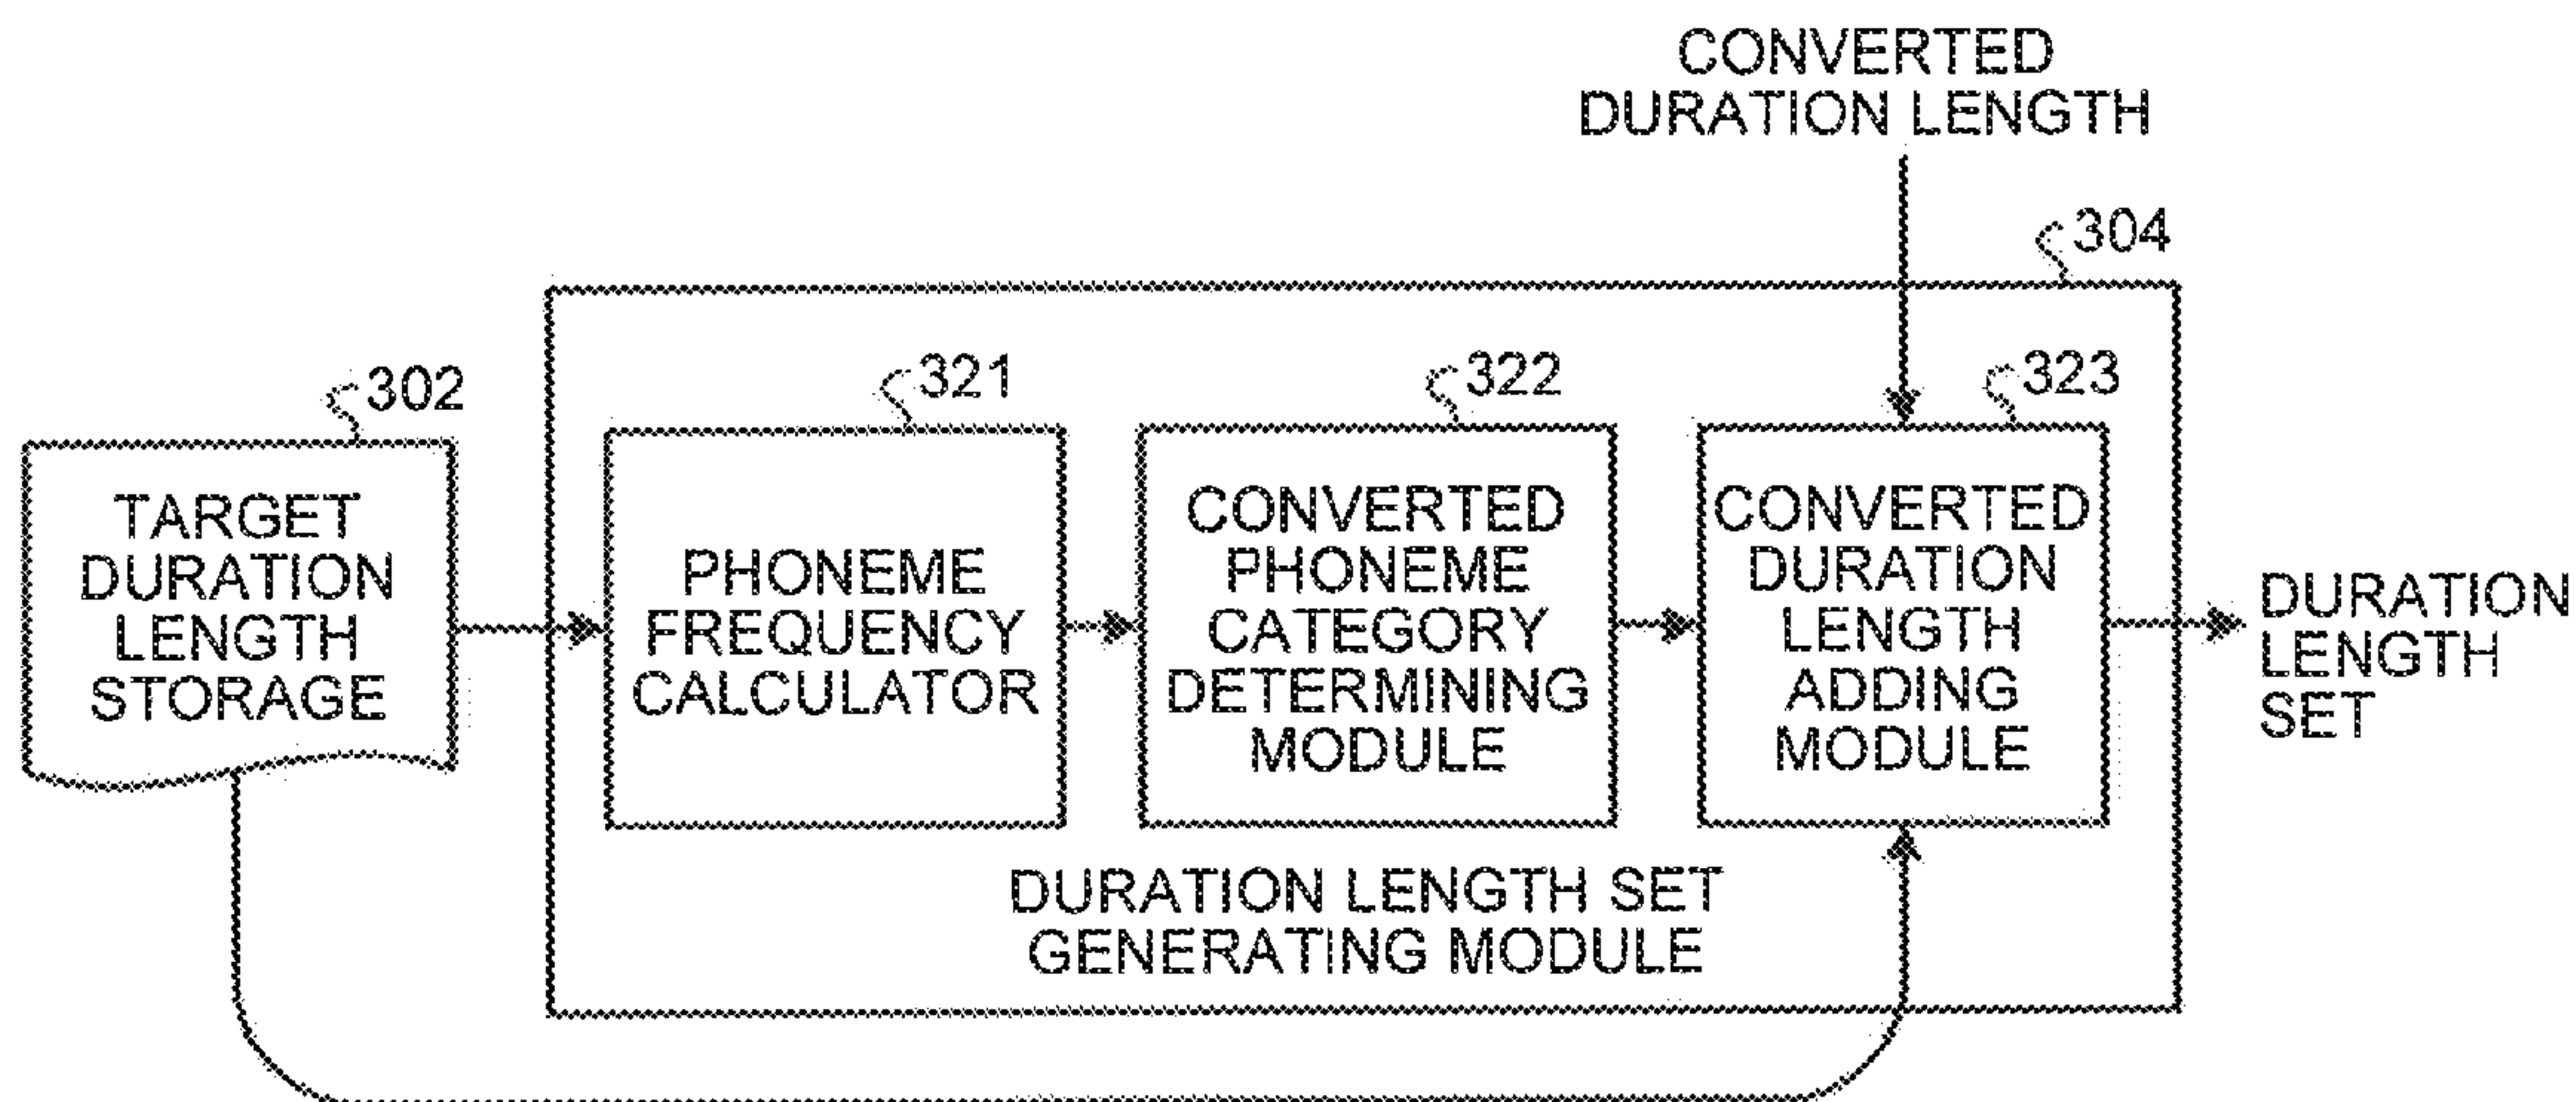 CONVERTED
DURATION LENGTH
304
302
321
322
323
TARGET
DURATION
LENGTH
STORAGE
PHONEME
FREQUENCY
CALCULATOR
CONVERTED
PHONEME
CATEGORY
DETERMINING
MODULE
CONVERTED
DURATION
LENGTH
ADDING
MODULE
DURATION
LENGTH
SET
DURATION LENGTH SET
GENERATING MODULE